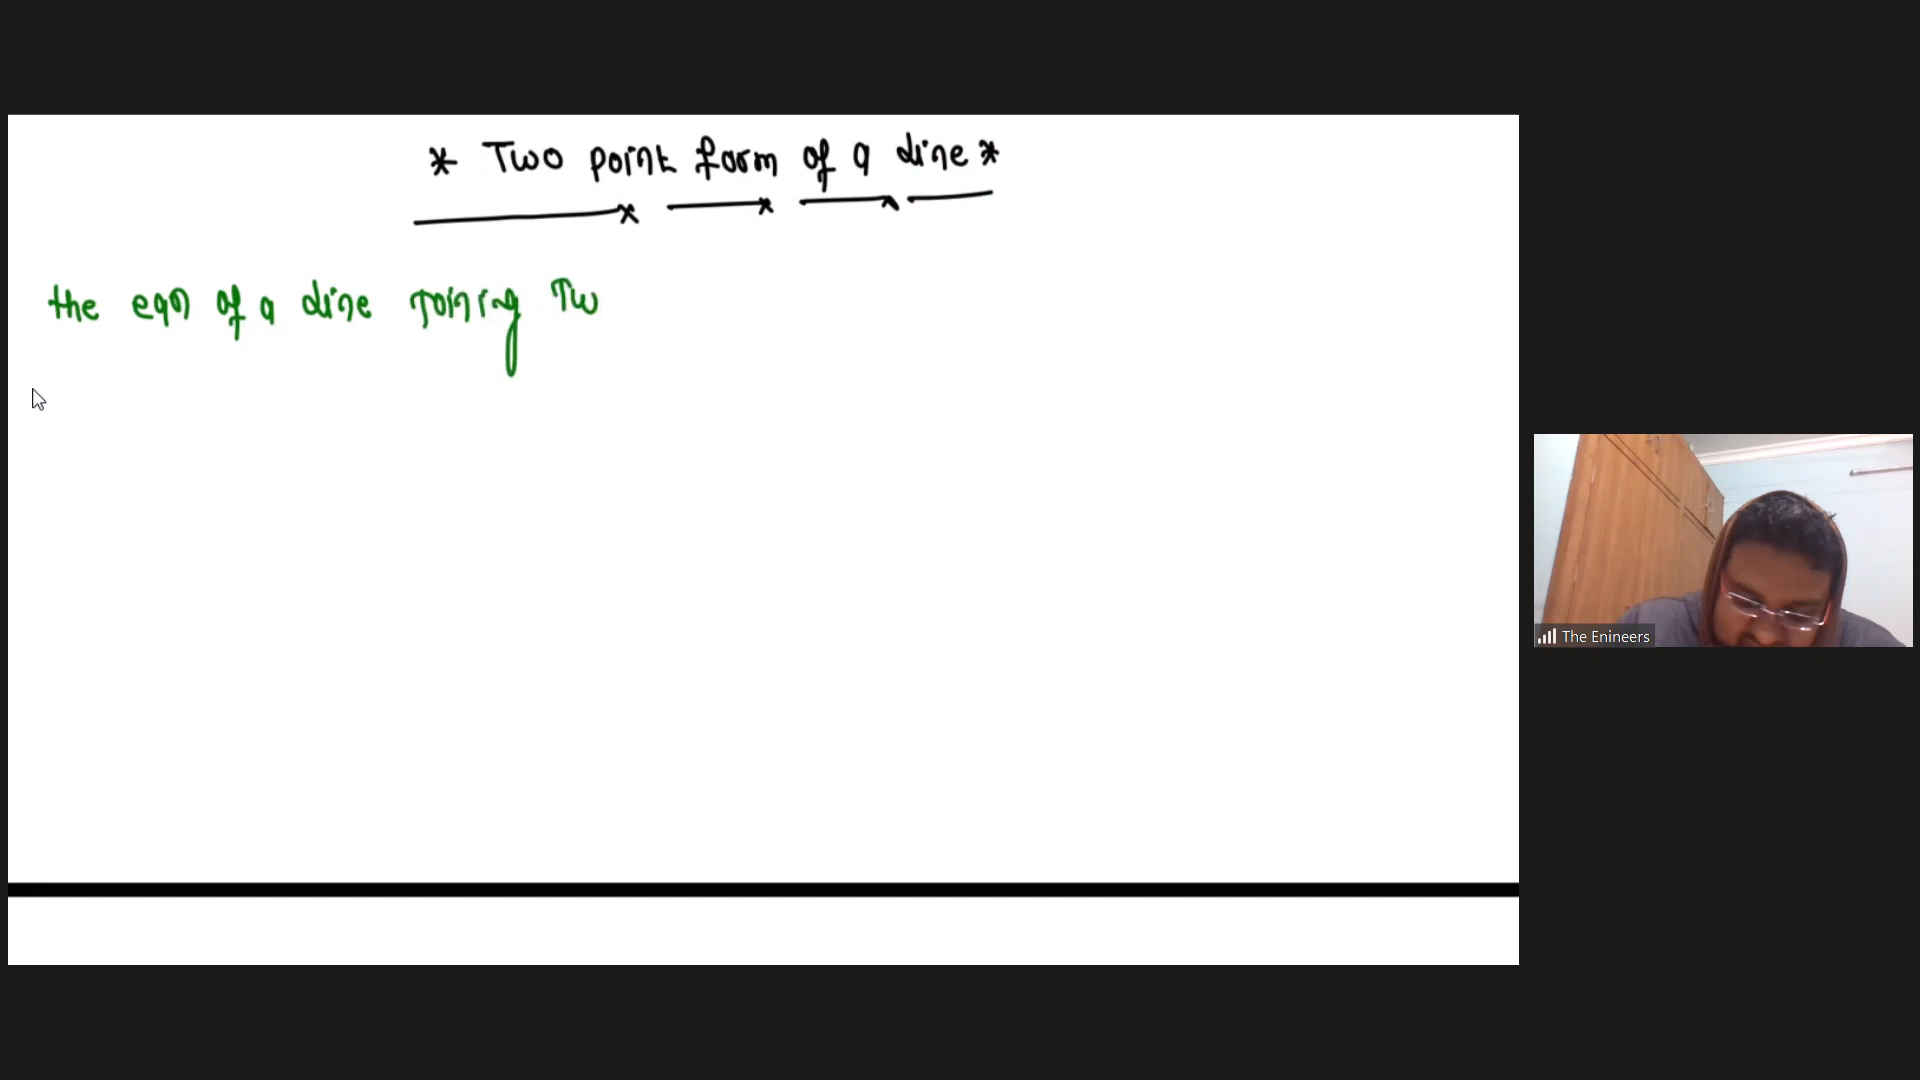 * Two point form of a line *
the eqn of a line joining Tw
The Enineers